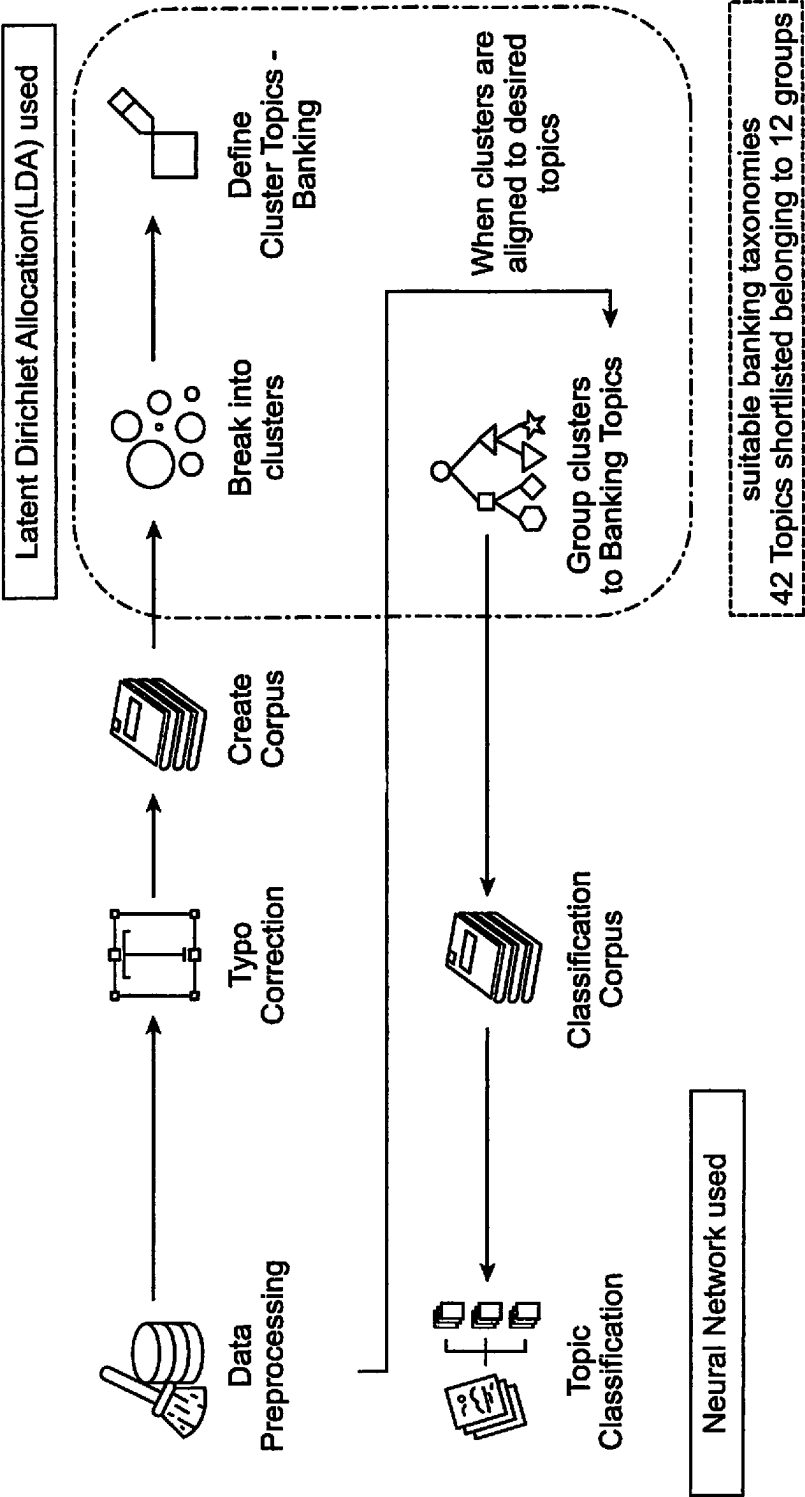 Latent Dirichlet Allocation(LDA) used
Data
Preprocessing
Typo
Correction
Create
Corpus
Break into
clusters
Define
Cluster Topics -
Banking
When clusters are
aligned to desired
topics
Topic
Classification
Classification
Corpus
Group clusters
to Banking Topics
Neural Network used
suitable banking taxonomies
42 Topics shortlisted belonging to 12 groups